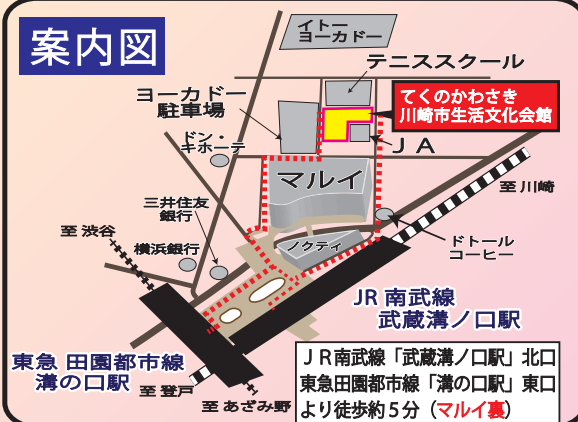 案内図
イトー
ヨーカドー
テニススクール
ヨーカドー
駐車場
てくのかわさき
川崎市生活文化会館
ドン・
キホーテ
JA
マルイ
至 川崎
三井住友
銀行
至 渋谷
横浜銀行
ノクティ
ドトール
コーヒー
JR 南武線
武蔵溝ノ口駅
東急 田園都市線
溝の口駅
至 登戸
至 あざみ野
JR南武線「武蔵溝ノ口駅」北口
東急田園都市線「溝の口駅」東口
より徒歩約5分（マルイ裏）